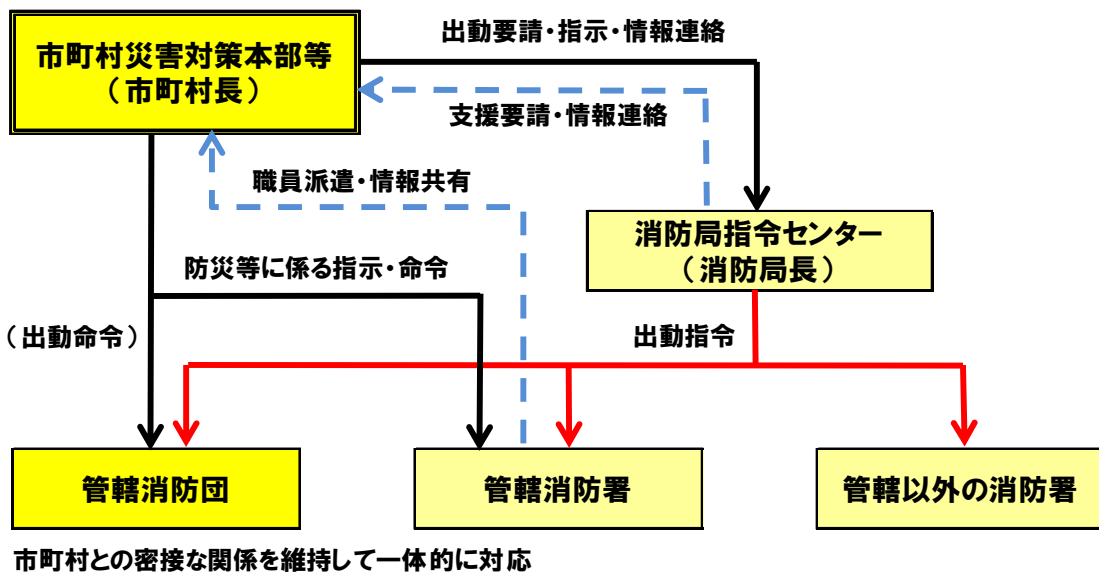 出動要請・指示・情報連絡
市町村災害対策本部等
（市町村長）
支援要請・情報連絡
職員派遣・情報共有
消防局指令センター
（消防局長）
防災等に係る指示・命令
（出動命令）
出動指令
管轄消防団
管轄消防署
管轄以外の消防署
市町村との密接な関係を維持して一体的に対応